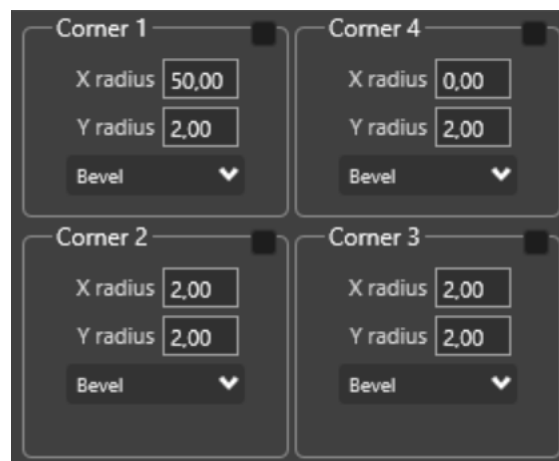 Corner 1
X radius 50,00
Y radius 2,00
Bevel
Corner 4
X radius 0,00
Y radius 2,00
Bevel
Corner 2
X radius 2,00
Y radius 2,00
Bevel
Corner 3
X radius 2,00
Y radius 2,00
Bevel